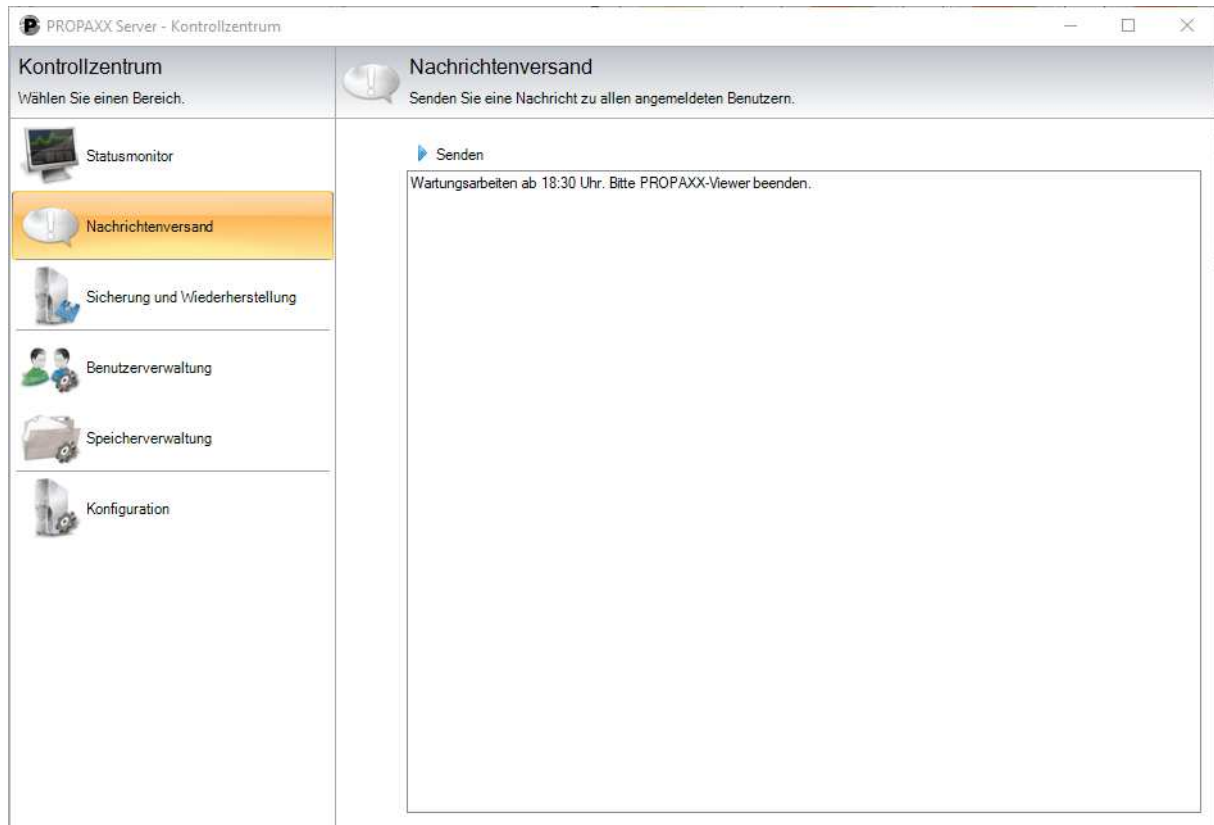 PROPAXX Server - Kontrollzentrum
Kontrollzentrum
Wählen Sie einen Bereich.
Statusmonitor
Nachrichtenversand
Sicherung und Wiederherstellung
Benutzerverwaltung
Speicherverwaltung
Konfiguration
Nachrichtenversand
Senden Sie eine Nachricht zu allen angemeldeten Benutzern.
Senden
Wartungsarbeiten ab 18:30 Uhr. Bitte PROPAXX-Viewer beenden.